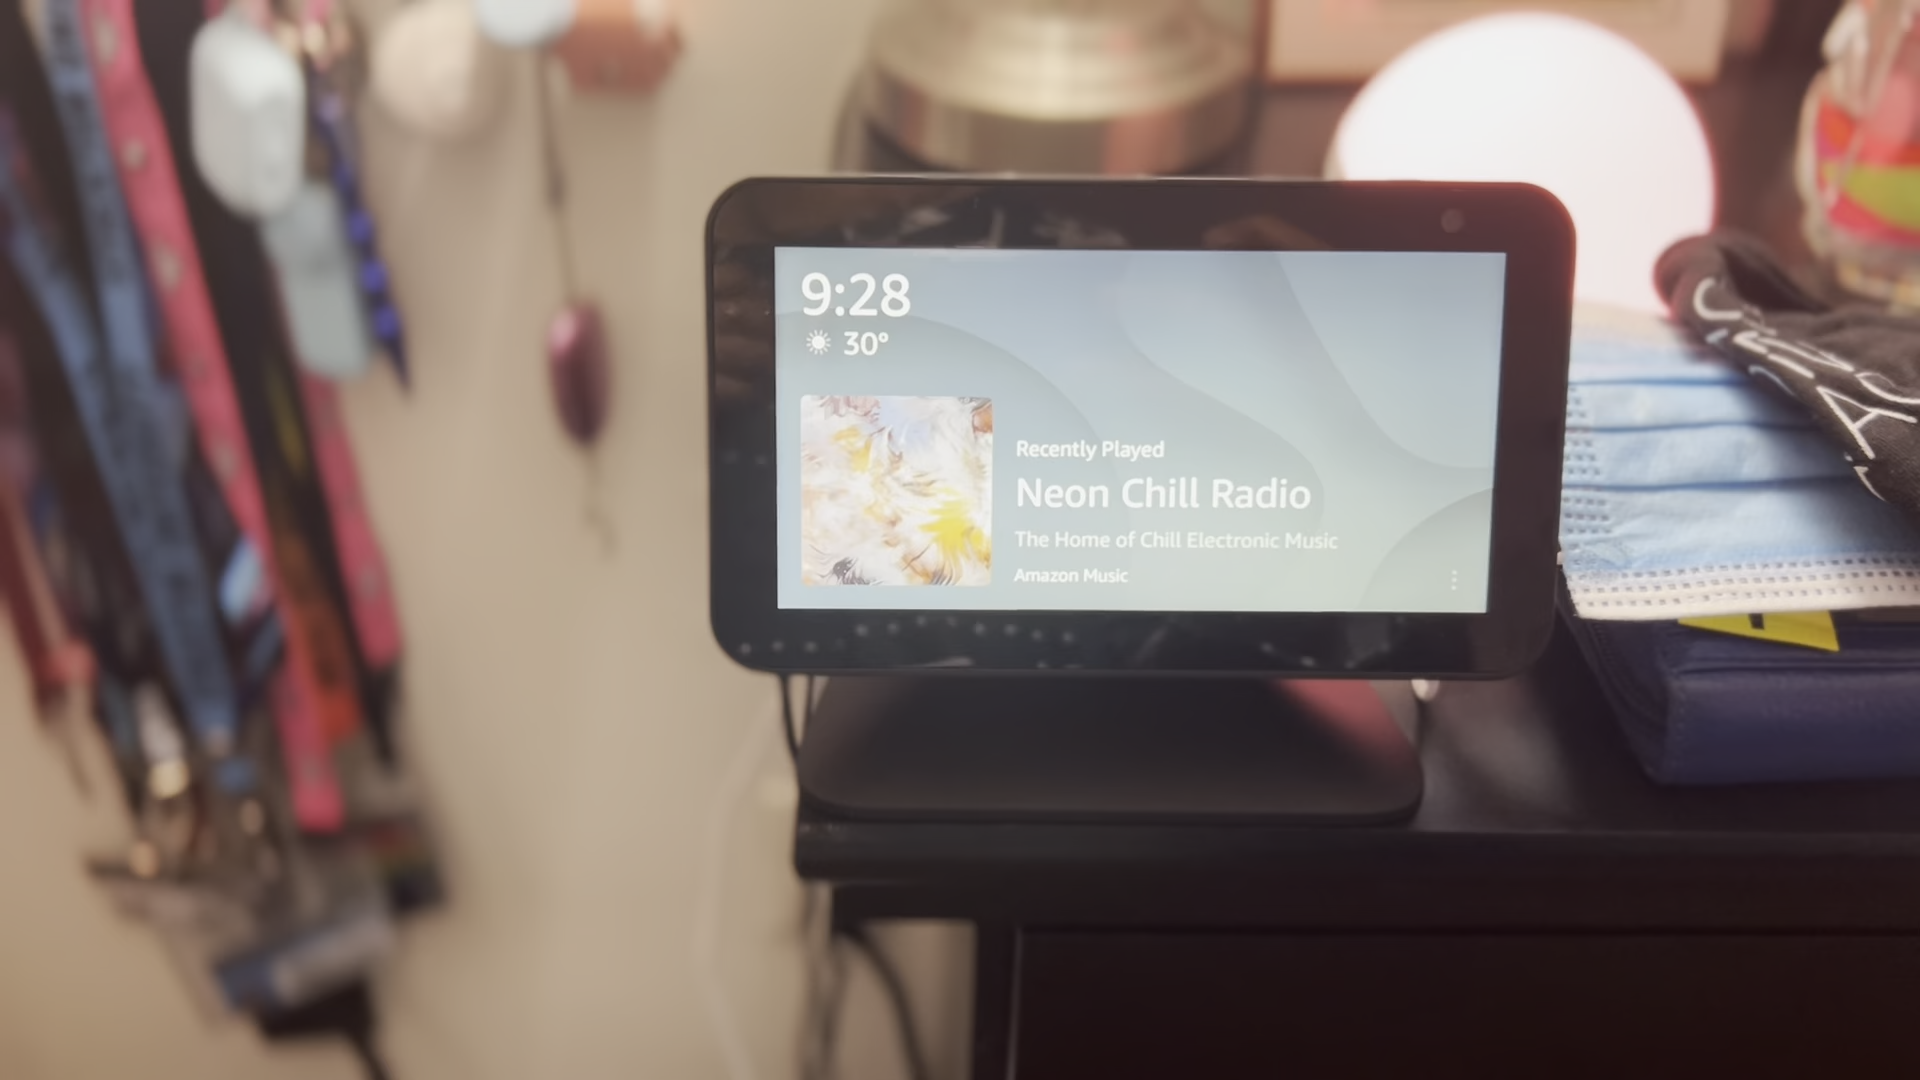 9:28
30°
Recently Played
Neon Chill Radio
The Home of Chill Electronic Music
Amazon Music